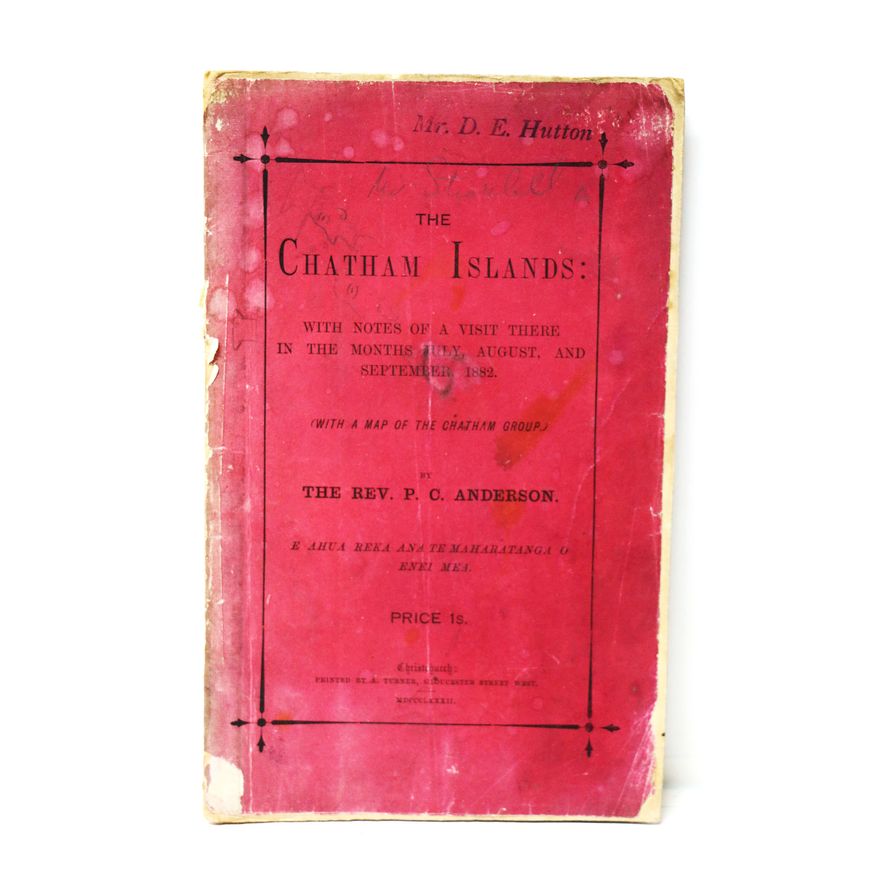 Mr. D. E. Hutton
THE
CHATHAM ISLANDS:
WITH NOTES OF A VISIT THERE
IN THE MONTHS JULY, AUGUST, AND
SEPTEMBER, 1882.
(WITH A MAP OF THE CHATHAM GROUP.)
BY
THE REV. P. C. ANDERSON.
E AHUA REKA ANA TE MAHARATANGA O
ENEI MEA.
PRICE 1s.
Christchurch:
PRINTED BY A. TURNER, GLOUCESTER STREET WEST.
MDCCCLXXXII.